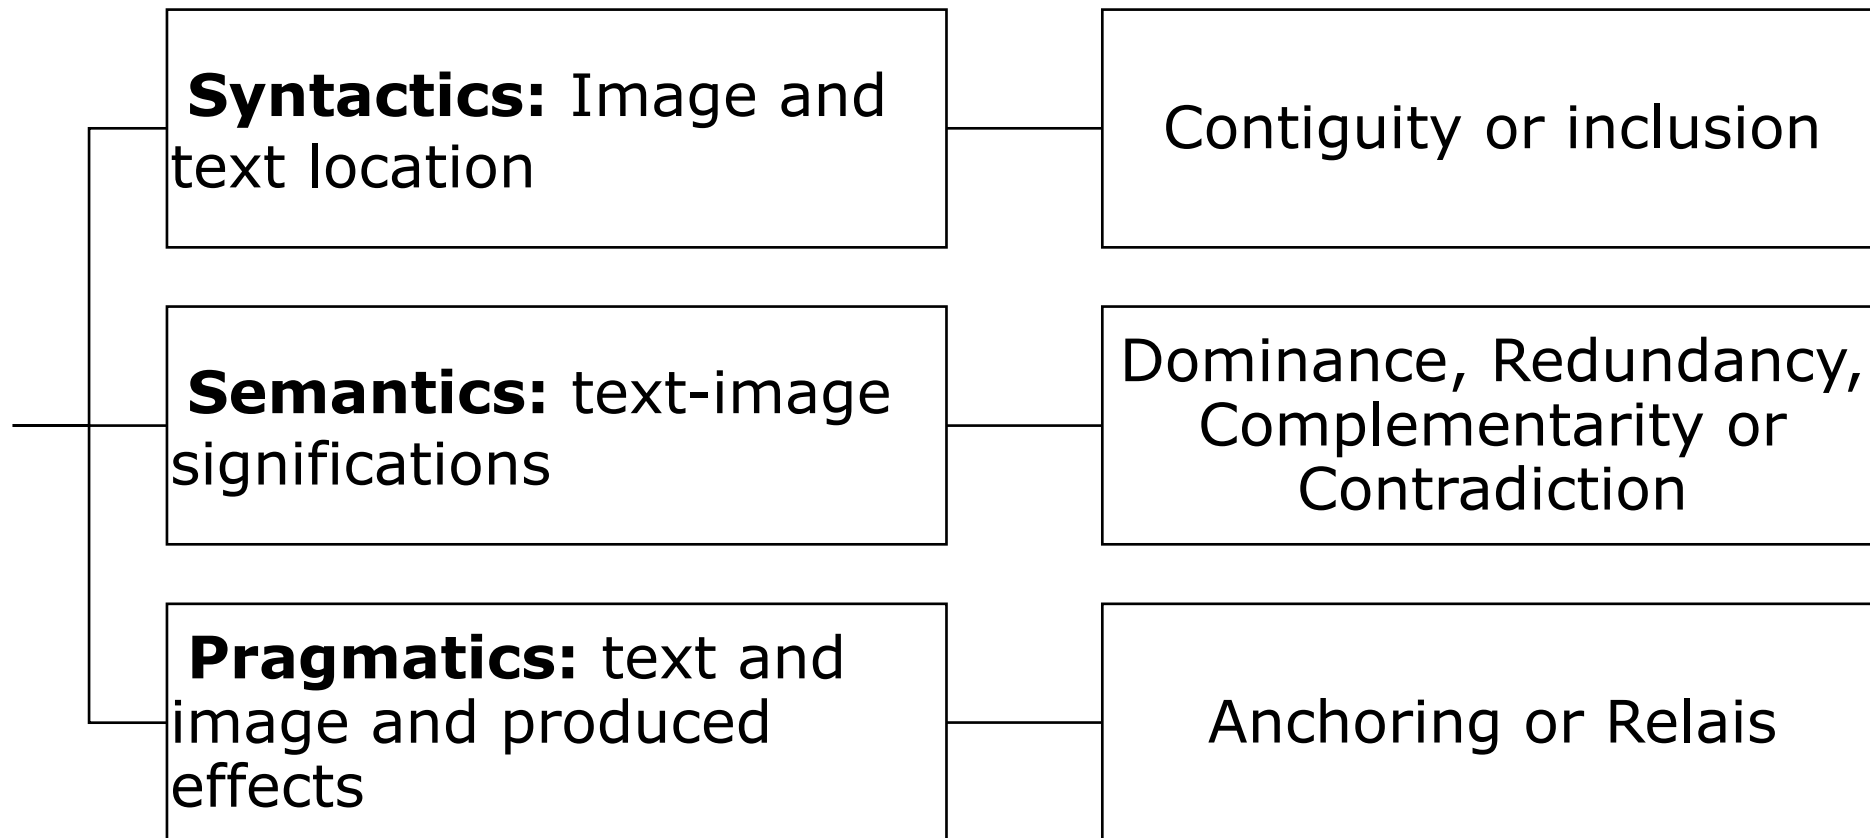 Syntactics: Image and
text location
Contiguity or inclusion
Semantics: text-image
significations
Dominance, Redundancy,
Complementarity or
Contradiction
Pragmatics: text and
image and produced
effects
Anchoring or Relais